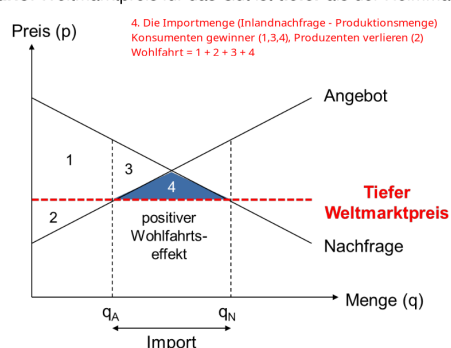 Preis (p)
4. Die Importmenge (Inlandnachfrage - Produktionsmenge)
Konsumenten gewinner (1,3,4), Produzenten verlieren (2)
Wohlfahrt = 1 + 2 + 3 + 4
Angebot
1
3
4
2
Tiefer
Weltmarktpreis
positiver
Wohlfahrts-
effekt
Nachfrage
qA
qN
Menge (q)
Import